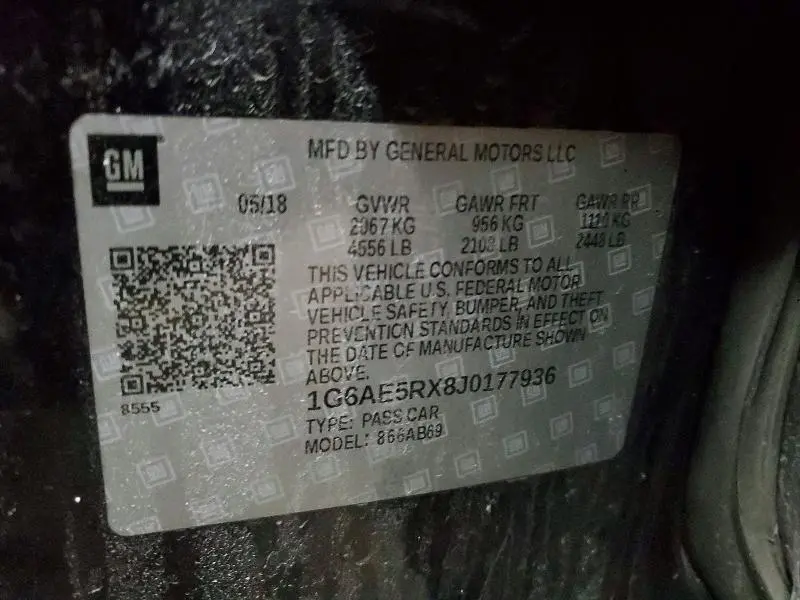 GM
MFD BY GENERAL MOTORS LLC
05/18 GVWR GAWR FRT GAWR RR
2067 KG 956 KG 1110 KG
4556 LB 2108 LB 2448 LB
THIS VEHICLE CONFORMS TO ALL
APPLICABLE U.S. FEDERAL MOTOR
VEHICLE SAFETY, BUMPER, AND THEFT
PREVENTION STANDARDS IN EFFECT ON
THE DATE OF MANUFACTURE SHOWN
ABOVE.
1G6AE5RX8J0177936
8555
TYPE: PASS CAR
MODEL: 866AB69